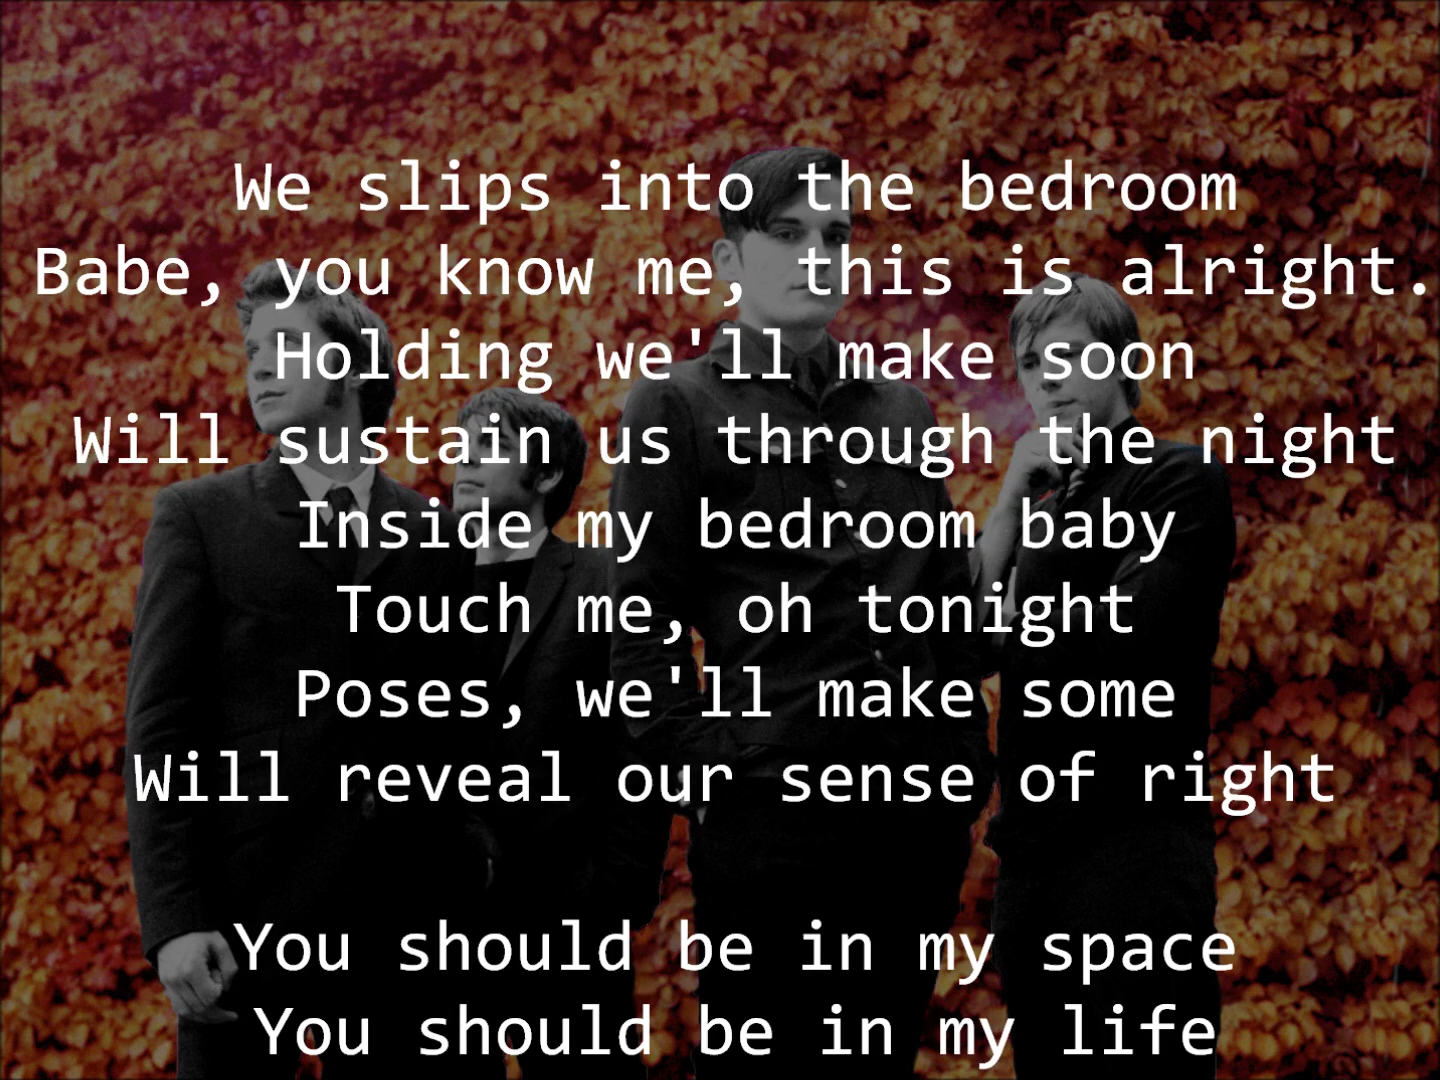 We slips into the bedroom
Babe, you know me, this is alright.
Holding we'll make soon
Will sustain us through the night
Inside my bedroom baby
Touch me, oh tonight
Poses, we'll make some
Will reveal our sense of right
You should be in my space
You should be in my life